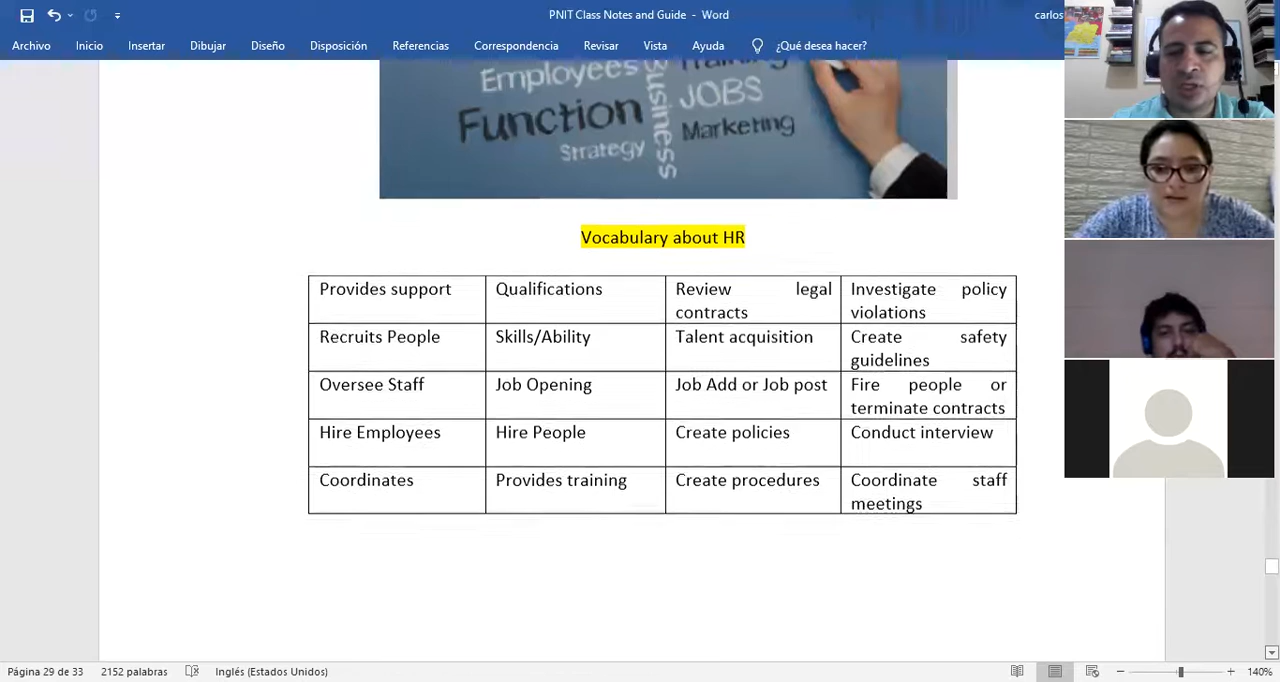 PNIT Class Notes and Guide - Word
carlos
Archivo Inicio Insertar Dibujar Diseño Disposición Referencias Correspondencia Revisar Vista Ayuda ¿Qué desea hacer?
Employees
Training
Function
Business
JOBS
Marketing
Strategy
Vocabulary about HR
Provides support
Qualifications
Review legal
contracts
Investigate policy
violations
Recruits People
Skills/Ability
Talent acquisition
Create safety
guidelines
Oversee Staff
Job Opening
Job Add or Job post
Fire people or
terminate contracts
Hire Employees
Hire People
Create policies
Conduct interview
Coordinates
Provides training
Create procedures
Coordinate staff
meetings
Página 29 de 33 2152 palabras Inglés (Estados Unidos) 140%